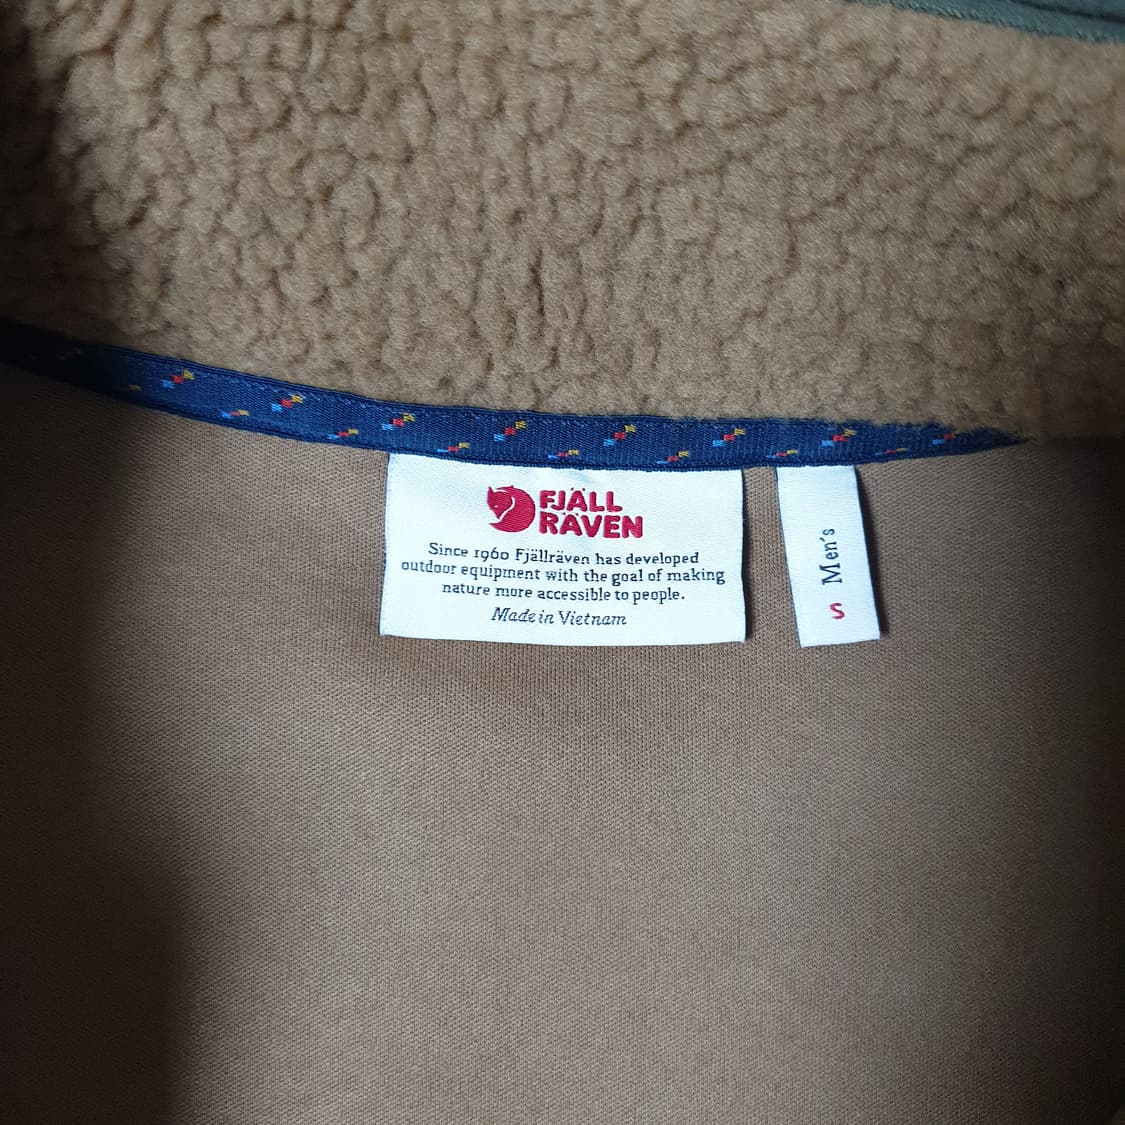 FJÄLL
RÄVEN
Since 1960 Fjällräven has developed
outdoor equipment with the goal of making
nature more accessible to people.
Made in Vietnam
Men's
S